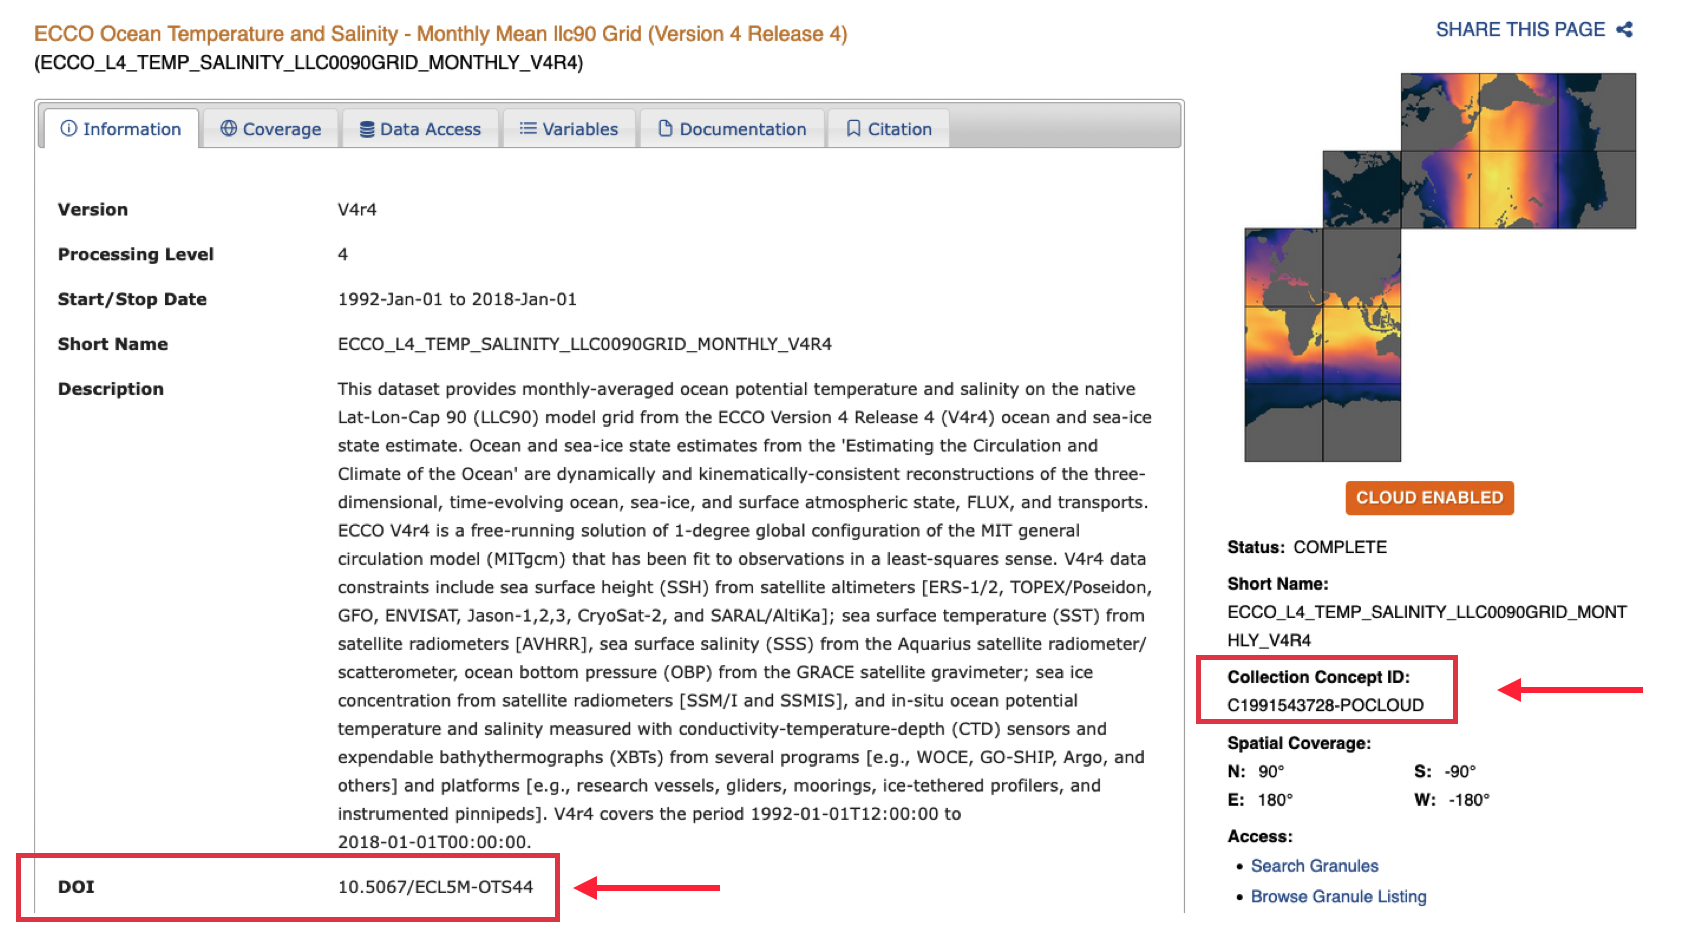 ECCO Ocean Temperature and Salinity - Monthly Mean llc90 Grid (Version 4 Release 4)
(ECCO_L4_TEMP_SALINITY_LLC0090GRID_MONTHLY_V4R4)
SHARE THIS PAGE
Information
Coverage
Data Access
Variables
Documentation
Citation
Version V4r4
Processing Level 4
Start/Stop Date 1992-Jan-01 to 2018-Jan-01
Short Name ECCO_L4_TEMP_SALINITY_LLC0090GRID_MONTHLY_V4R4
Description This dataset provides monthly-averaged ocean potential temperature and salinity on the native
Lat-Lon-Cap 90 (LLC90) model grid from the ECCO Version 4 Release 4 (V4r4) ocean and sea-ice
state estimate. Ocean and sea-ice state estimates from the 'Estimating the Circulation and
Climate of the Ocean' are dynamically and kinematically-consistent reconstructions of the three-
dimensional, time-evolving ocean, sea-ice, and surface atmospheric state, FLUX, and transports.
ECCO V4r4 is a free-running solution of 1-degree global configuration of the MIT general
circulation model (MITgcm) that has been fit to observations in a least-squares sense. V4r4 data
constraints include sea surface height (SSH) from satellite altimeters [ERS-1/2, TOPEX/Poseidon,
GFO, ENVISAT, Jason-1,2,3, CryoSat-2, and SARAL/AltiKa]; sea surface temperature (SST) from
satellite radiometers [AVHRR], sea surface salinity (SSS) from the Aquarius satellite radiometer/
scatterometer, ocean bottom pressure (OBP) from the GRACE satellite gravimeter; sea ice
concentration from satellite radiometers [SSM/I and SSMIS], and in-situ ocean potential
temperature and salinity measured with conductivity-temperature-depth (CTD) sensors and
expendable bathythermographs (XBTs) from several programs [e.g., WOCE, GO-SHIP, Argo, and
others] and platforms [e.g., research vessels, gliders, moorings, ice-tethered profilers, and
instrumented pinnipeds]. V4r4 covers the period 1992-01-01T12:00:00 to
2018-01-01T00:00:00.
DOI 10.5067/ECL5M-OTS44
CLOUD ENABLED
Status: COMPLETE
Short Name:
ECCO_L4_TEMP_SALINITY_LLC0090GRID_MONT
HLY_V4R4
Collection Concept ID:
C1991543728-POCLOUD
Spatial Coverage:
N: 90° S: -90°
E: 180° W: -180°
Access:
• Search Granules
• Browse Granule Listing